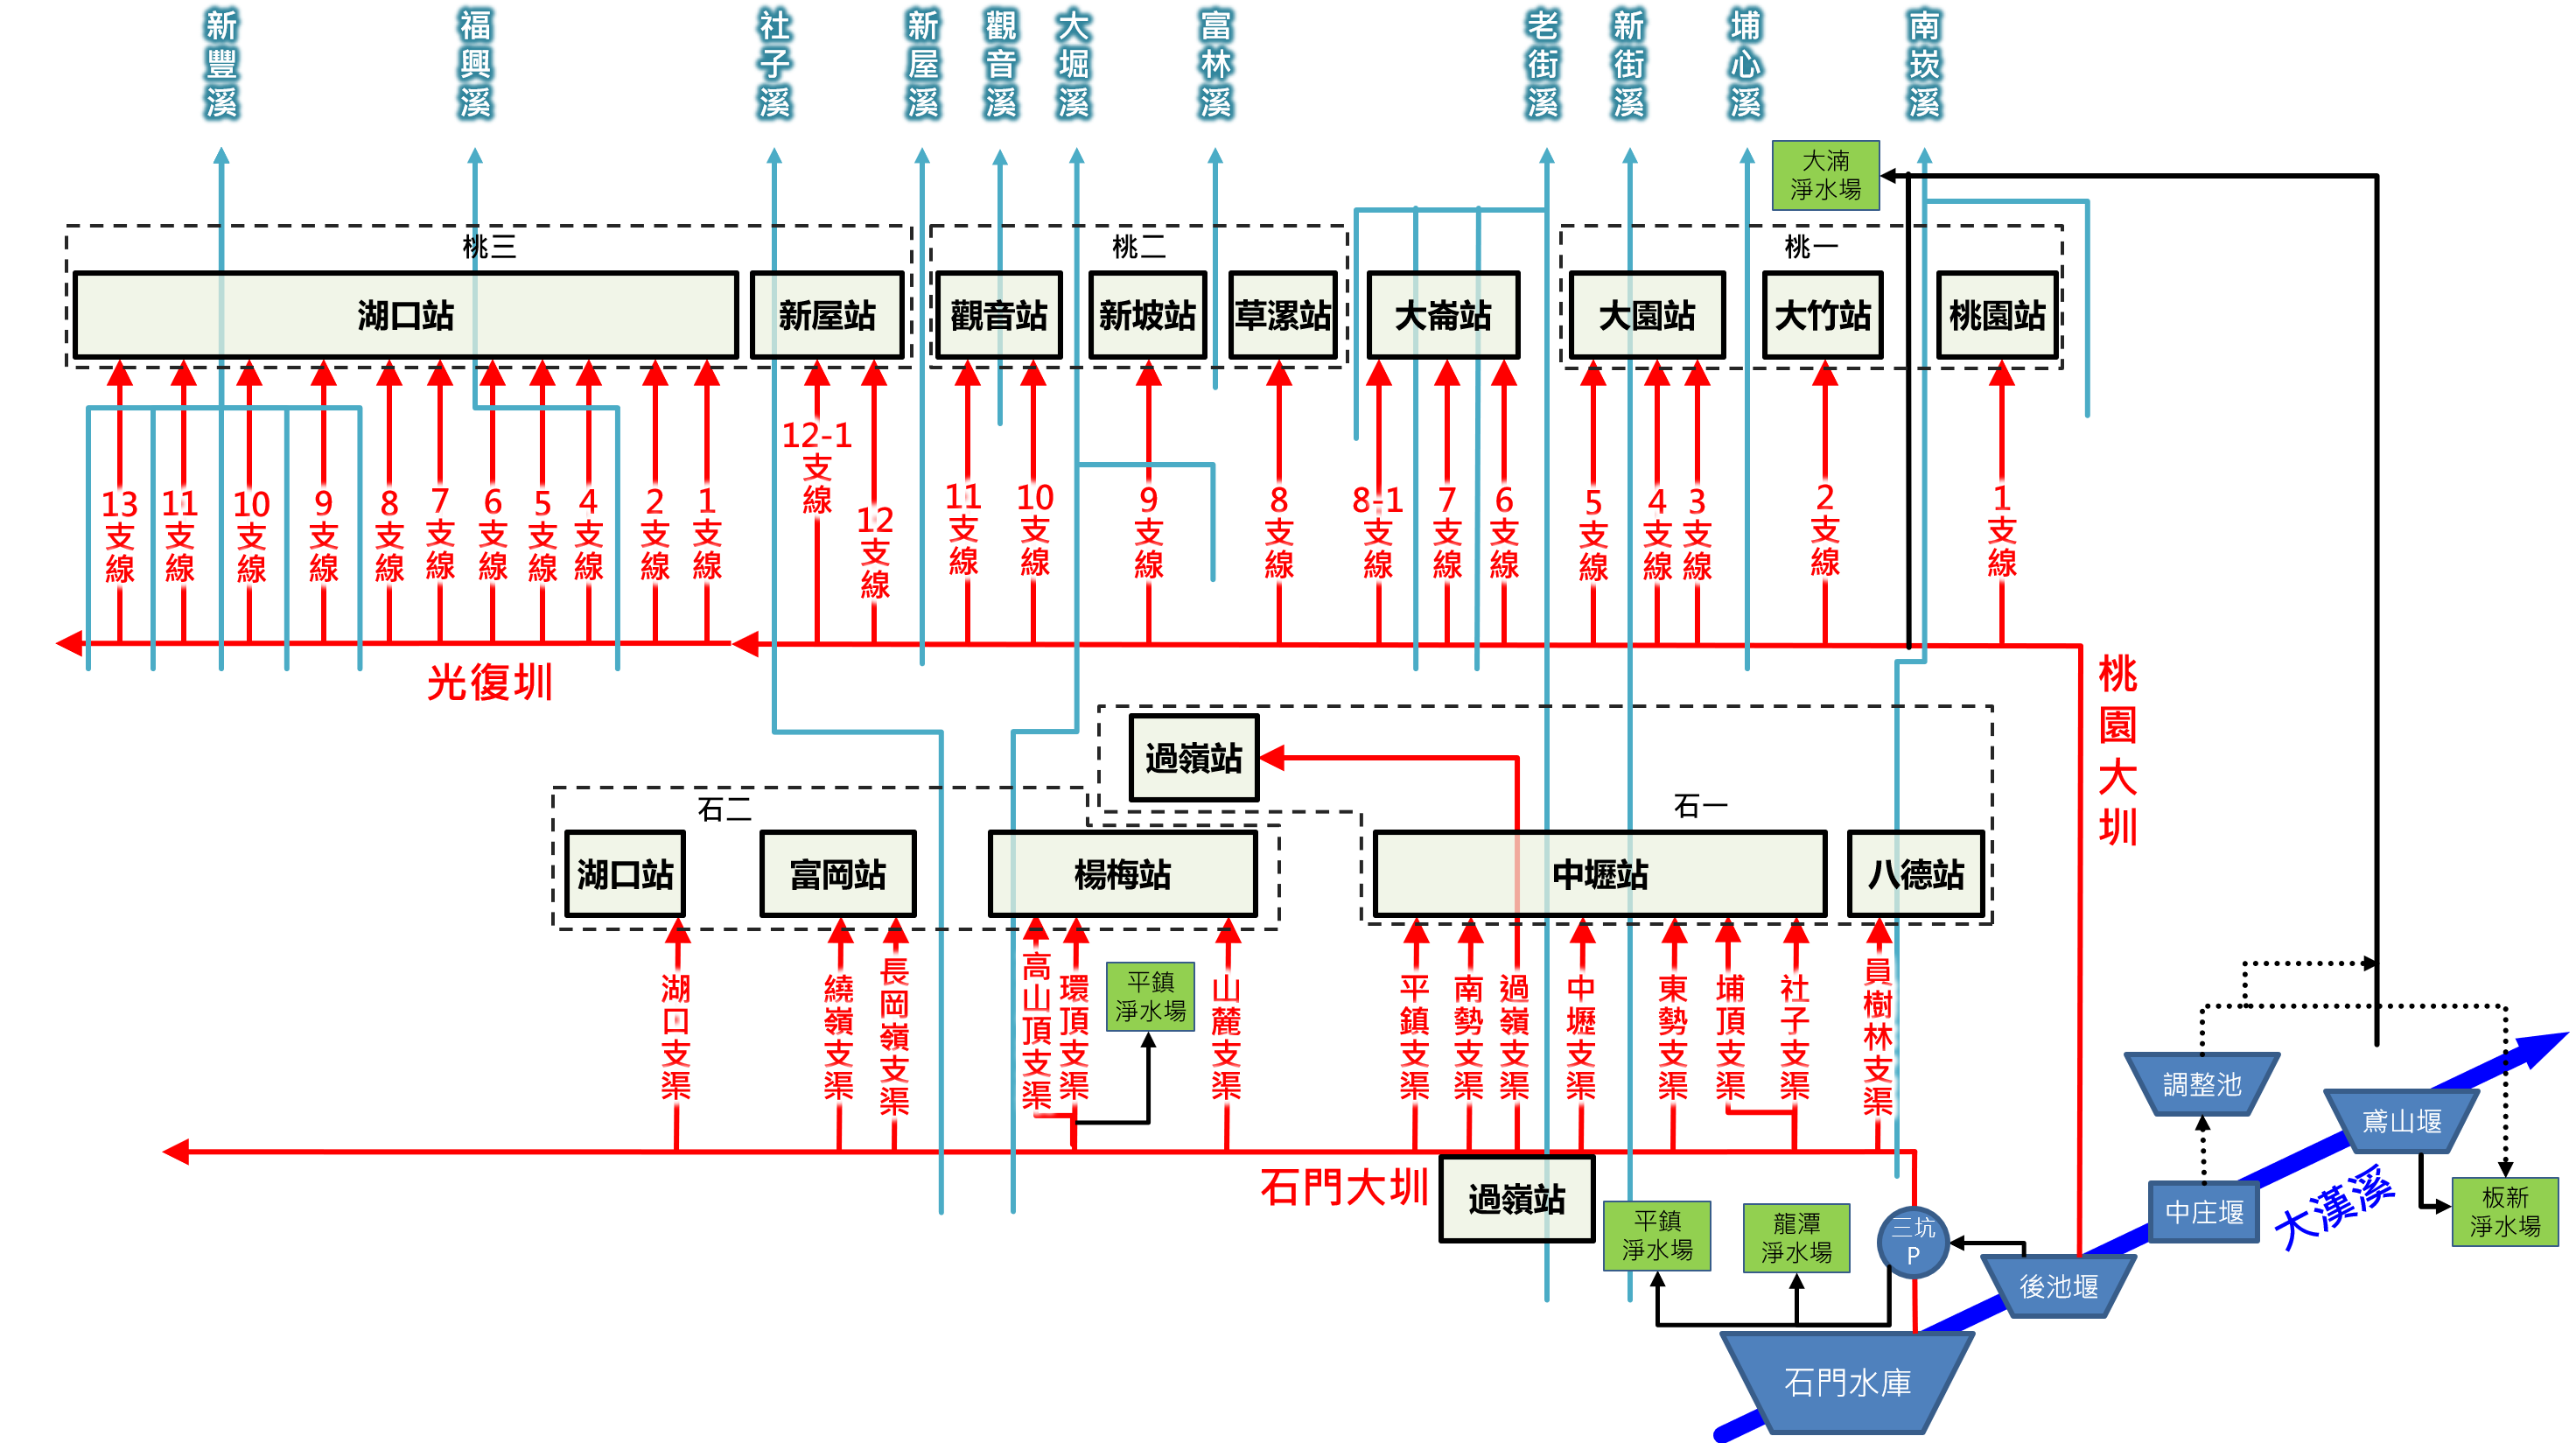 新豐溪
福興溪
社子溪
新屋溪
觀音溪
大堀溪
富林溪
老街溪
新街溪
埔心溪
南崁溪
大湳
淨水場
桃三
桃二
桃一
湖口站
新屋站
觀音站
新坡站
草漯站
大崙站
大園站
大竹站
桃園站
13支線
11支線
10支線
9支線
8支線
7支線
6支線
5支線
4支線
2支線
1支線
12-1支線
12支線
11支線
10支線
9支線
8支線
8-1支線
7支線
6支線
5支線
4支線
3支線
2支線
1支線
光復圳
桃園大圳
過嶺站
石二
石一
湖口站
富岡站
楊梅站
中壢站
八德站
湖口支渠
繞嶺支渠
長岡嶺支渠
高山頂支渠
環頂支渠
平鎮
淨水場
山麓支渠
平鎮支渠
南勢支渠
過嶺支渠
中壢支渠
東勢支渠
埔頂支渠
社子支渠
員樹林支渠
石門大圳
過嶺站
平鎮
淨水場
龍潭
淨水場
三坑
P
後池堰
石門水庫
調整池
中庄堰
鳶山堰
大漢溪
板新
淨水場